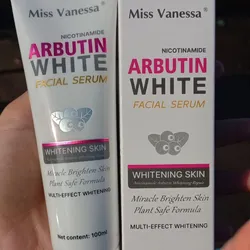 Miss Vanessa®
NICOTINAMIDE
ARBUTIN
WHITE
FACIAL SERUM
WHITENING SKIN
Miracle Brighten Skin
Plant Safe Formula
MULTI-EFFECT WHITENING
Net content: 100ml
Miss Vanessa®
NICOTINAMIDE
ARBUTIN
WHITE
FACIAL SERUM
WHITENING SKIN
Miracle Brighten Skin
Plant Safe Formula
MULTI-EFFECT WHITENING